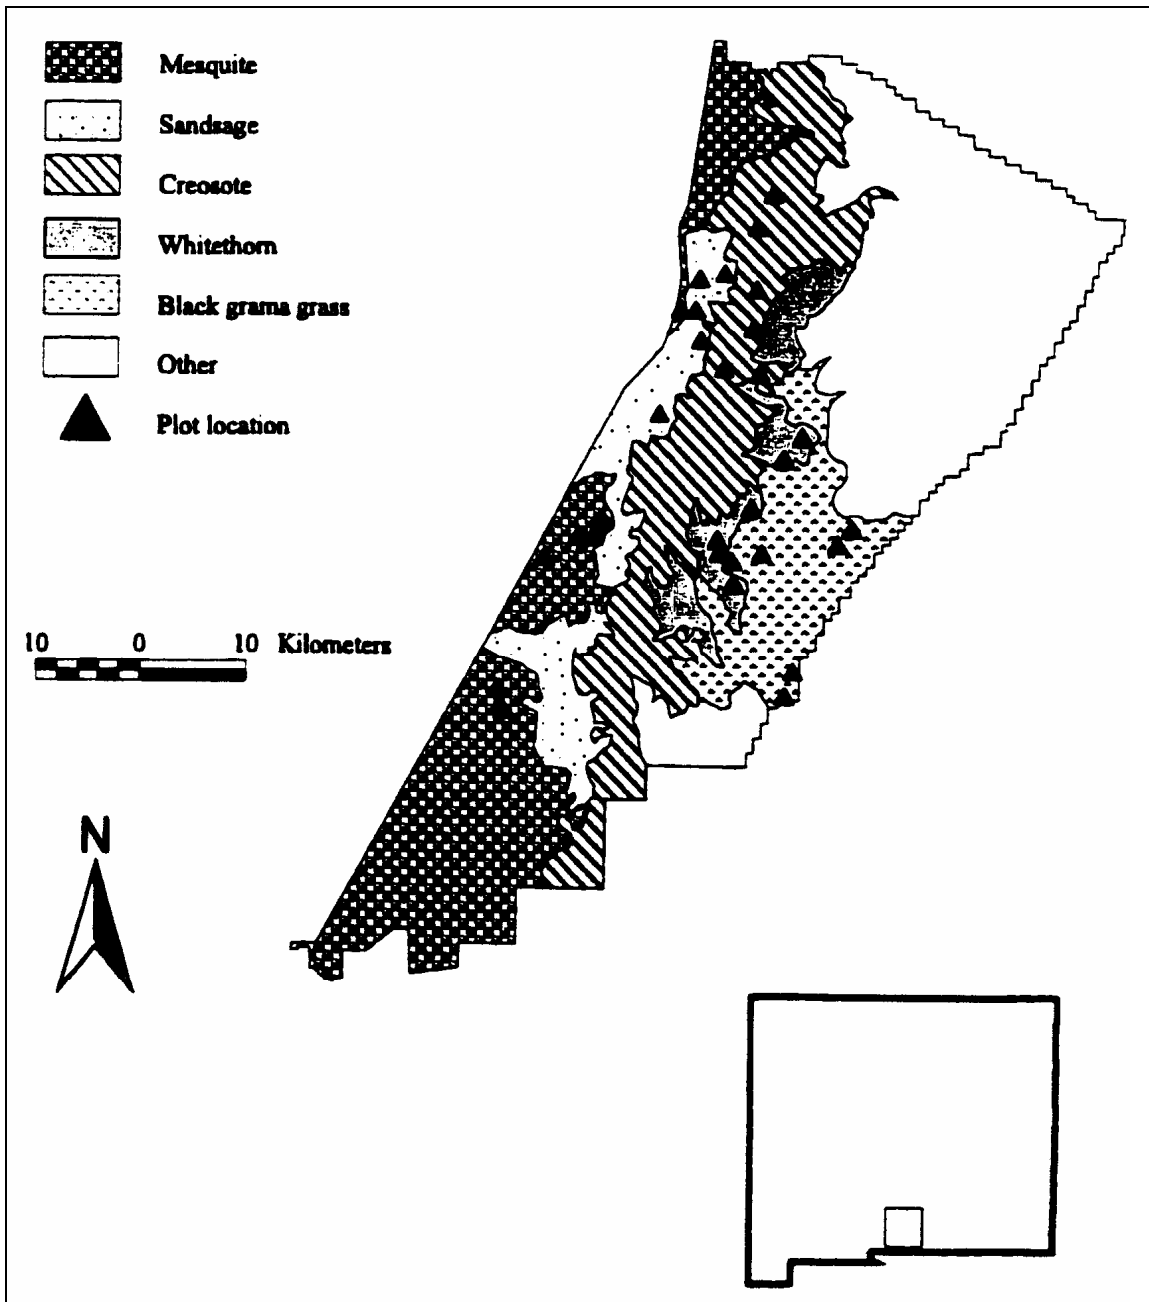 Mesquite
Sandsage
Creosote
Whitethorn
Black grama grass
Other
Plot location
10 0 10 Kilometers
N